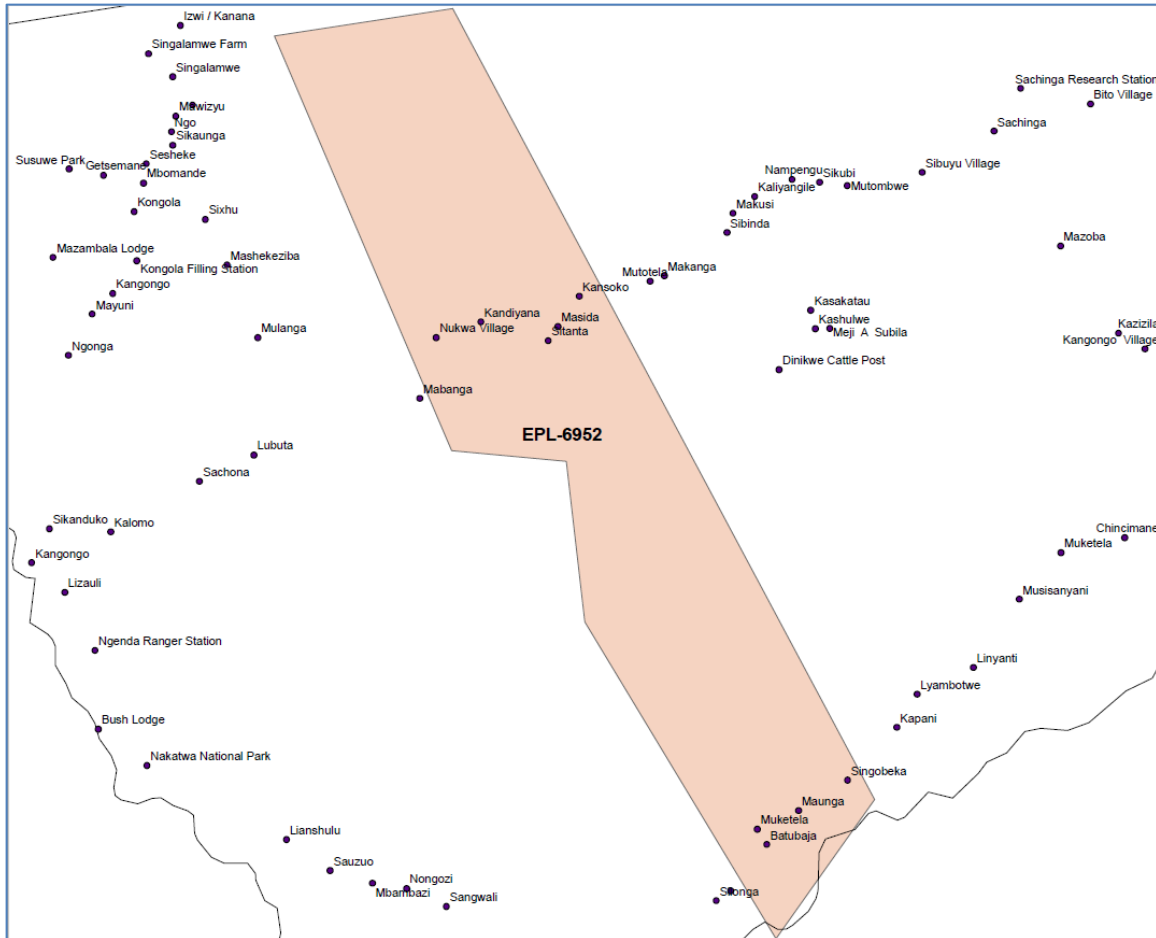 Izwi / Kanana
Singalamwe Farm
Singalamwe
Sachinga Research Station
Bito Village
Mawizyu
Ngo
Sikaunga
Sachinga
Susuwe Park
Getsemane
Sesheke
Mbomande
Nampengu
Sikubi
Sibuyu Village
Kaliyangile
Mutombwe
Kongola
Sixhu
Makusi
Sibinda
Mazoba
Mazambala Lodge
Kongola Filling Station
Mashekeziba
Mutotela
Makanga
Kangongo
Kansoko
Mayuni
Kandiyana
Masida
Kasakatau
Mulanga
Nukwa Village
Sitanta
Kashulwe
Meji A Subila
Kazizila
Kangongo Village
Ngonga
Dinikwe Cattle Post
Mabanga
EPL-6952
Lubuta
Sachona
Sikanduko
Kalomo
Chincimane
Kangongo
Muketela
Lizauli
Musisanyani
Ngenda Ranger Station
Linyanti
Lyambotwe
Bush Lodge
Kapani
Nakatwa National Park
Singobeka
Maunga
Lianshulu
Muketela
Batubaja
Sauzuo
Mbambazi
Nongozi
Sangwali